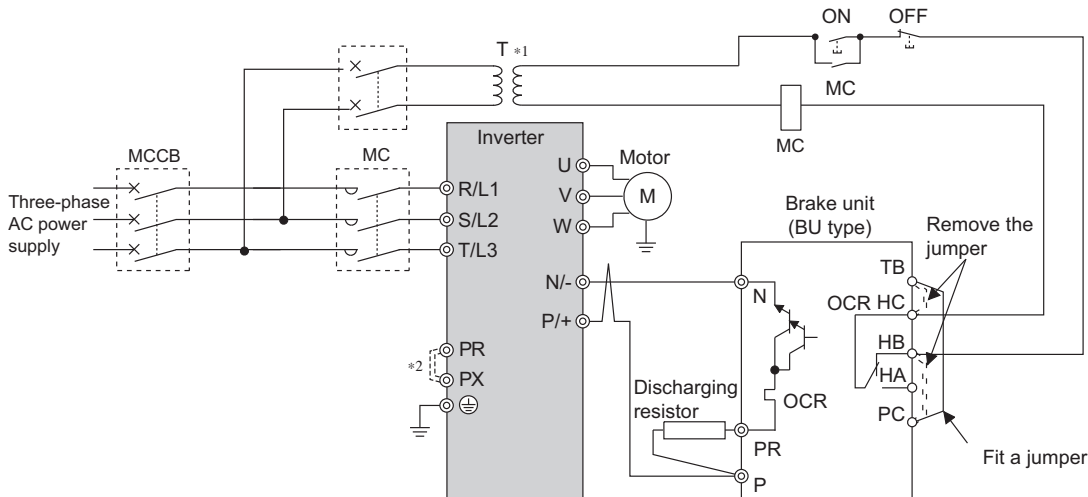 ON
OFF
T *1
MC
MC
Inverter
MCCB
MC
U
Motor
Three-phase
AC power
supply
R/L1
V
M
S/L2
W
T/L3
Brake unit
(BU type)
Remove the
jumper
N/-
N
TB
OCR
HC
P/+
PR
*2
PX
HB
HA
Discharging
resistor
OCR
PC
PR
P
Fit a jumper